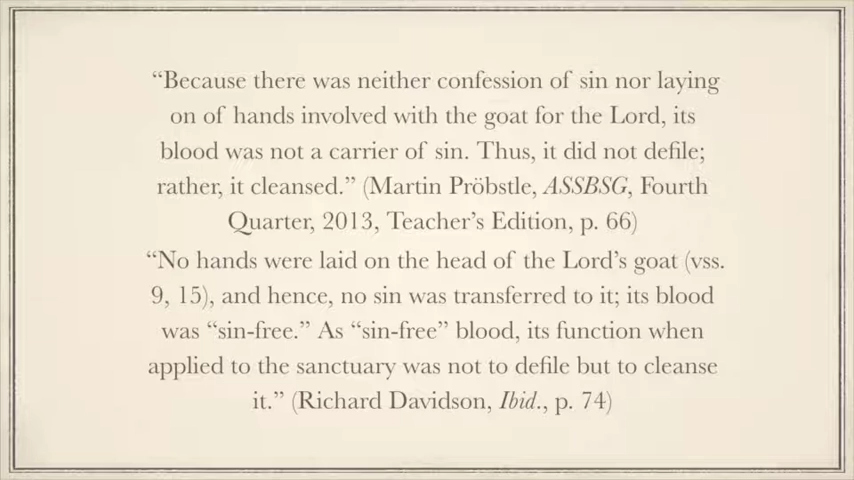 “Because there was neither confession of sin nor laying
on of hands involved with the goat for the Lord, its
blood was not a carrier of sin. Thus, it did not defile;
rather, it cleansed.” (Martin Pröbstle, ASSBSG, Fourth
Quarter, 2013, Teacher’s Edition, p. 66)
“No hands were laid on the head of the Lord’s goat (vss.
9, 15), and hence, no sin was transferred to it; its blood
was “sin-free.” As “sin-free” blood, its function when
applied to the sanctuary was not to defile but to cleanse
it.” (Richard Davidson, Ibid., p. 74)